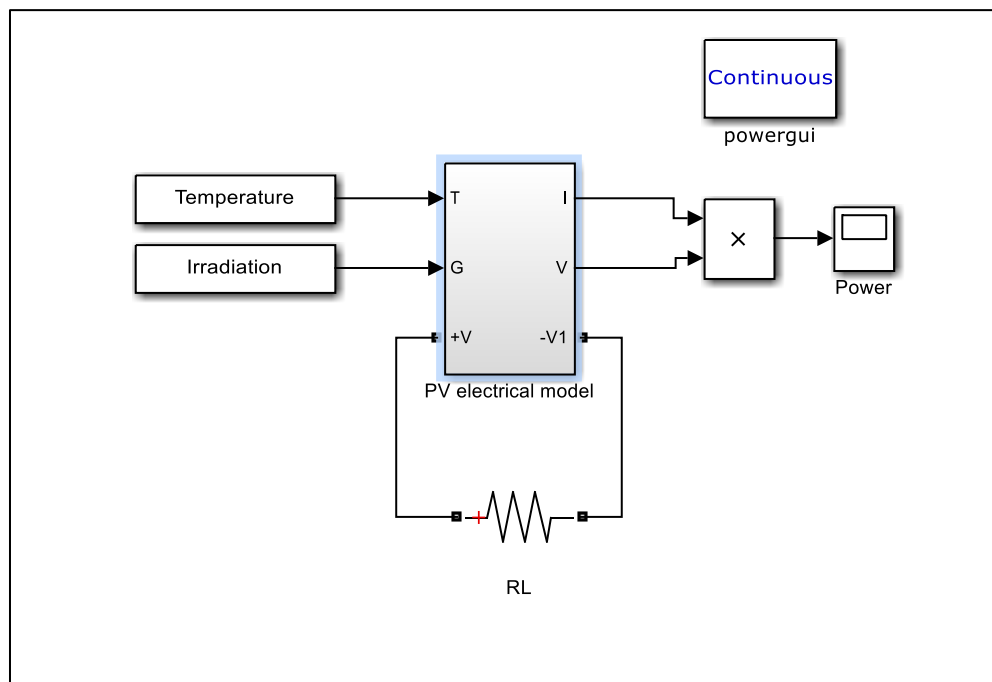 Continuous
powergui
Temperature
T
I
×
Irradiation
G
V
Power
+V
-V1
PV electrical model
RL